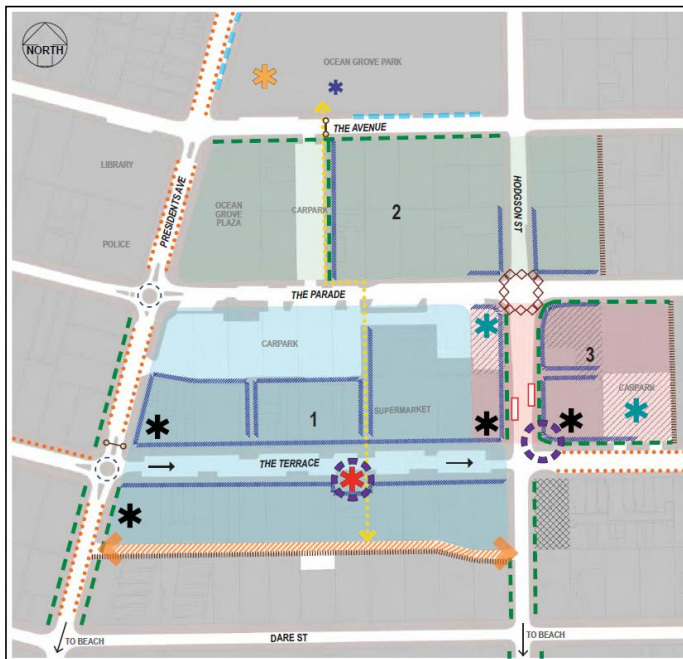 NORTH
OCEAN GROVE PARK
THE AVENUE
LIBRARY
PRESIDENTS AVE
OCEAN
GROVE
PLAZA
CARPARK
2
HODGSON ST
POLICE
THE PARADE
CARPARK
3
CARPARK
1
SUPERMARKET
THE TERRACE
TO BEACH
DARE ST
TO BEACH